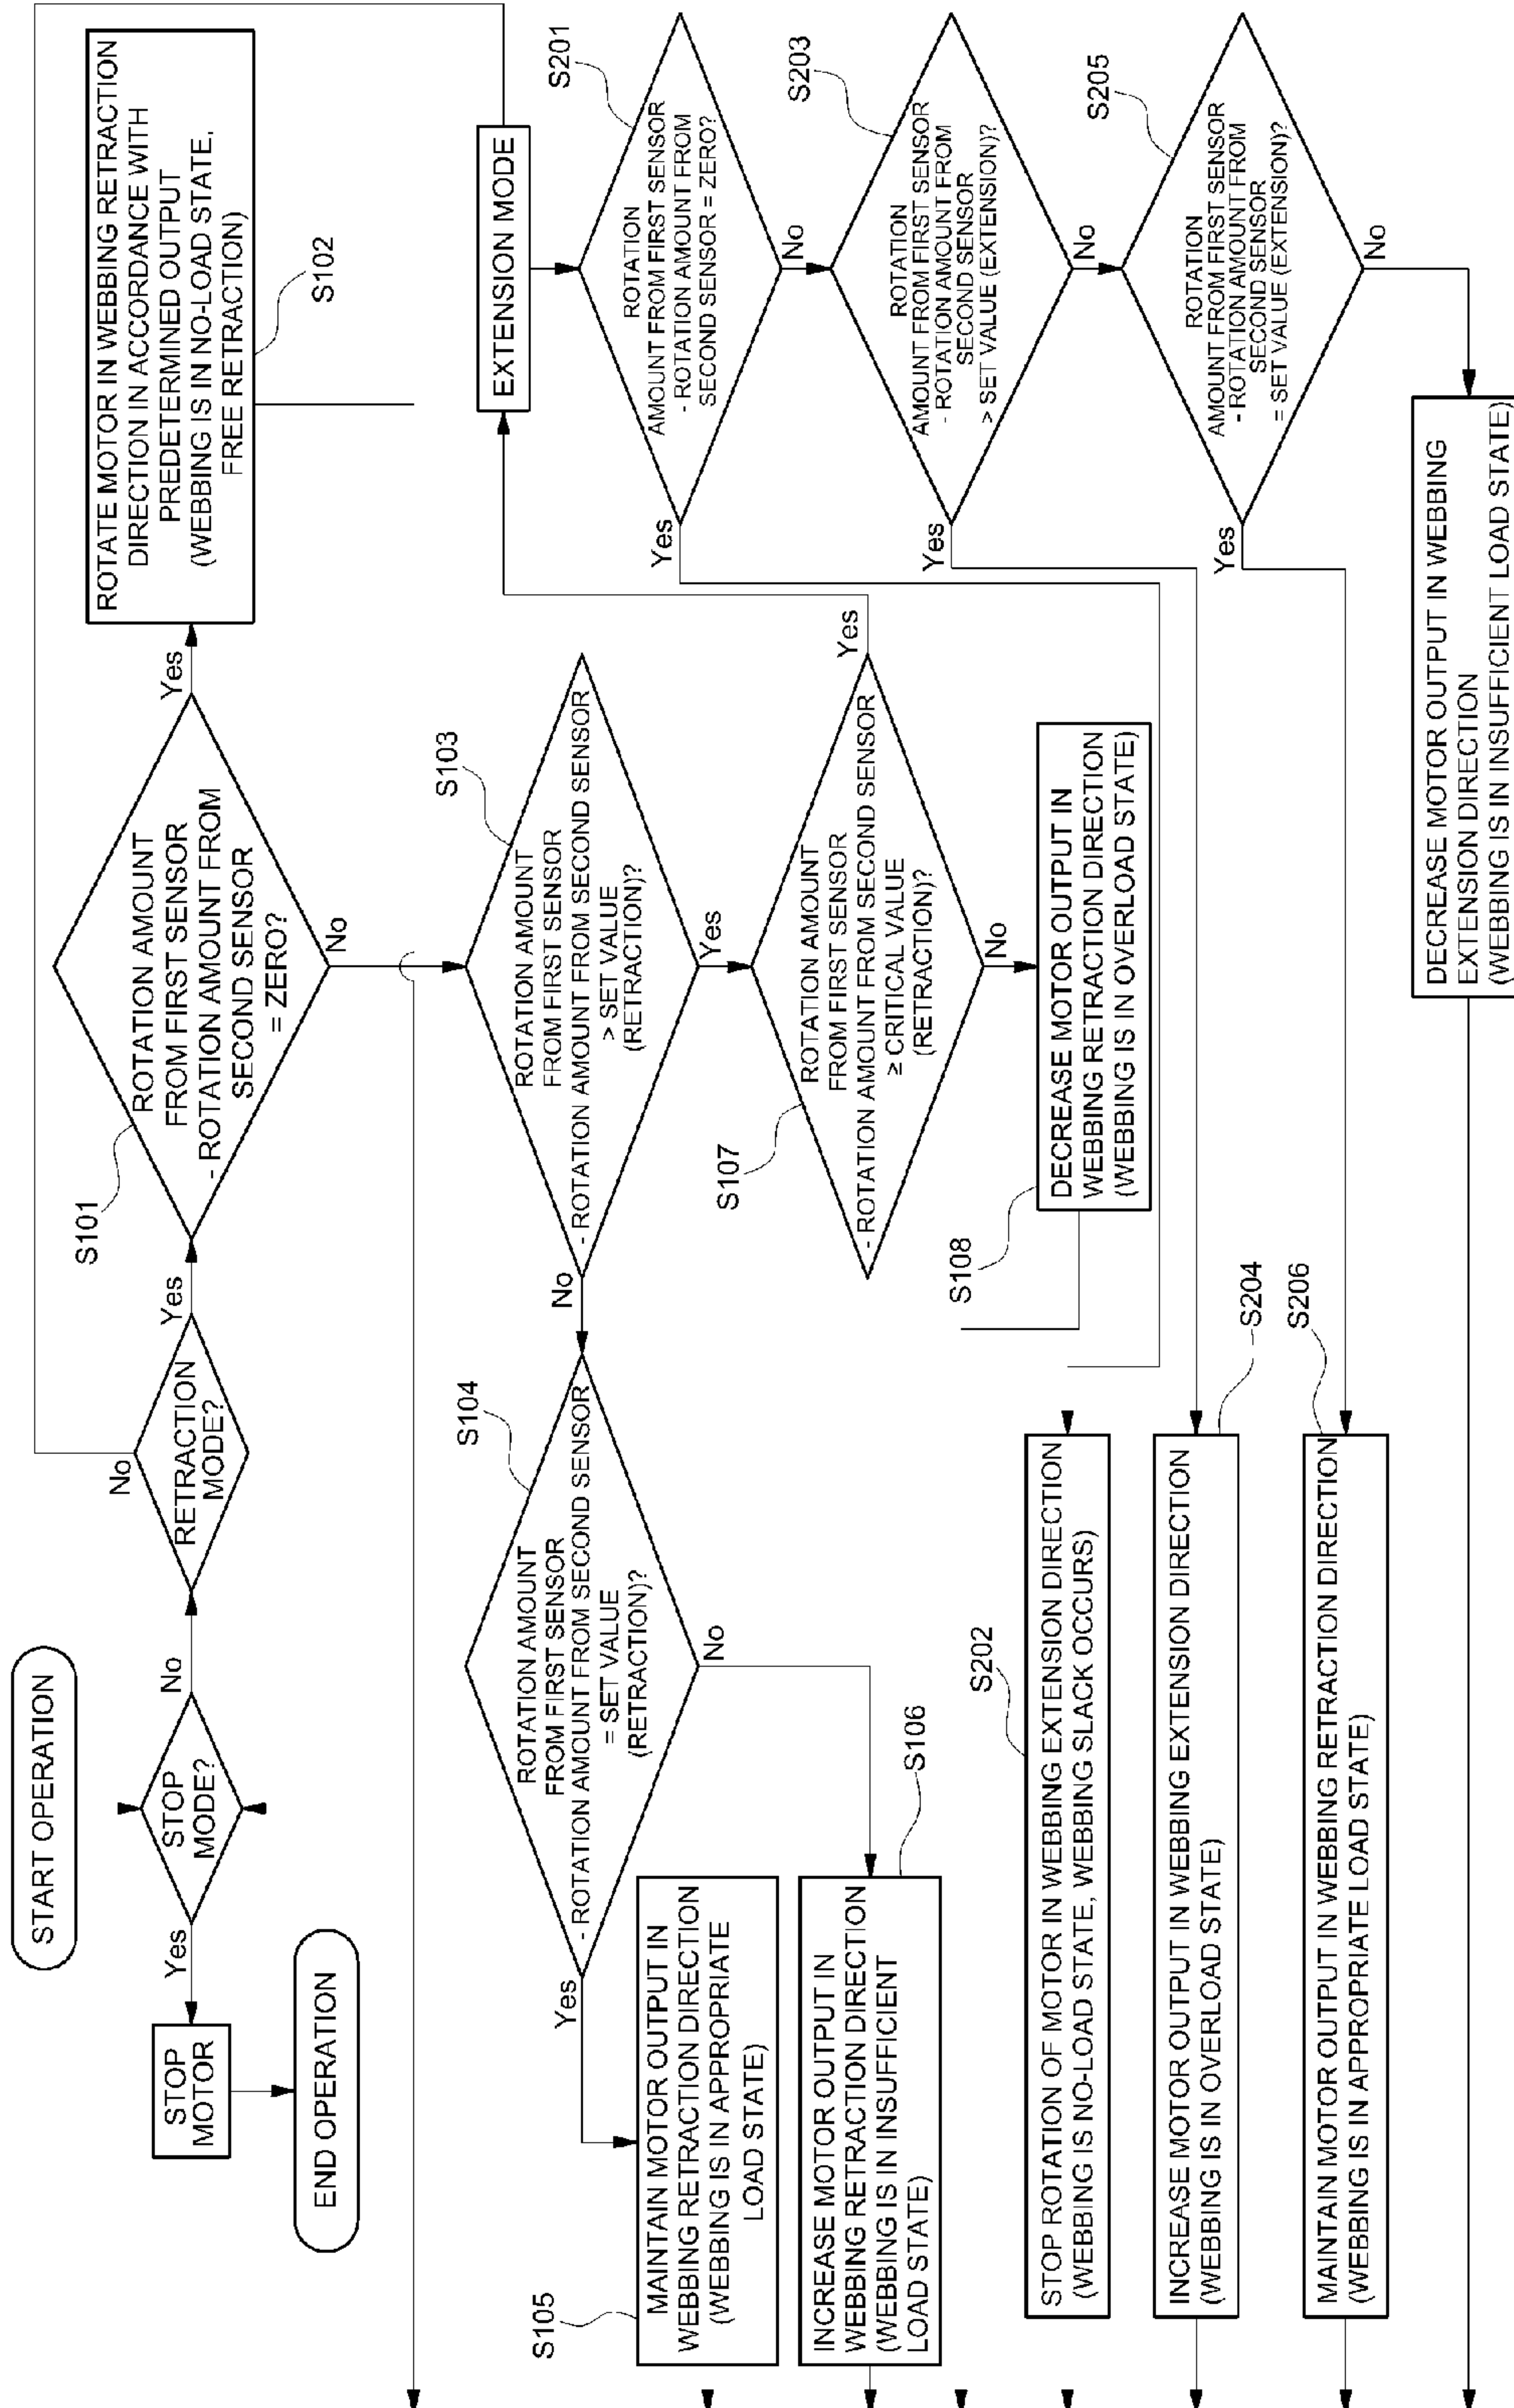 START OPERATION
STOP
MODE?
Yes
No
STOP
MOTOR
END OPERATION
RETRACTION
MODE?
No
Yes
S101
ROTATION AMOUNT
FROM FIRST SENSOR
- ROTATION AMOUNT FROM
SECOND SENSOR
= ZERO?
Yes
No
ROTATE MOTOR IN WEBBING RETRACTION
DIRECTION IN ACCORDANCE WITH
PREDETERMINED OUTPUT
(WEBBING IS IN NO-LOAD STATE,
FREE RETRACTION)
S102
S103
ROTATION AMOUNT
FROM FIRST SENSOR
- ROTATION AMOUNT FROM SECOND SENSOR
> SET VALUE
(RETRACTION)?
No
Yes
S104
ROTATION AMOUNT
FROM FIRST SENSOR
- ROTATION AMOUNT FROM SECOND SENSOR
= SET VALUE
(RETRACTION)?
Yes
No
S105
MAINTAIN MOTOR OUTPUT IN
WEBBING RETRACTION DIRECTION
(WEBBING IS IN APPROPRIATE
LOAD STATE)
S106
INCREASE MOTOR OUTPUT IN
WEBBING RETRACTION DIRECTION
(WEBBING IS IN INSUFFICIENT
LOAD STATE)
S107
ROTATION AMOUNT
FROM FIRST SENSOR
- ROTATION AMOUNT FROM SECOND SENSOR
≥ CRITICAL VALUE
(RETRACTION)?
Yes
No
S108
DECREASE MOTOR OUTPUT IN
WEBBING RETRACTION DIRECTION
(WEBBING IS IN OVERLOAD STATE)
EXTENSION MODE
S201
ROTATION
AMOUNT FROM FIRST SENSOR
- ROTATION AMOUNT FROM
SECOND SENSOR = ZERO?
Yes
No
S202
STOP ROTATION OF MOTOR IN WEBBING EXTENSION DIRECTION
(WEBBING IS NO-LOAD STATE, WEBBING SLACK OCCURS)
S203
ROTATION
AMOUNT FROM FIRST SENSOR
- ROTATION AMOUNT FROM
SECOND SENSOR
> SET VALUE (EXTENSION)?
Yes
No
S204
INCREASE MOTOR OUTPUT IN WEBBING EXTENSION DIRECTION
(WEBBING IS IN OVERLOAD STATE)
S205
ROTATION
AMOUNT FROM FIRST SENSOR
- ROTATION AMOUNT FROM
SECOND SENSOR
= SET VALUE (EXTENSION)?
Yes
No
S206
MAINTAIN MOTOR OUTPUT IN WEBBING RETRACTION DIRECTION
(WEBBING IS IN APPROPRIATE LOAD STATE)
DECREASE MOTOR OUTPUT IN WEBBING
EXTENSION DIRECTION
(WEBBING IS IN INSUFFICIENT LOAD STATE)